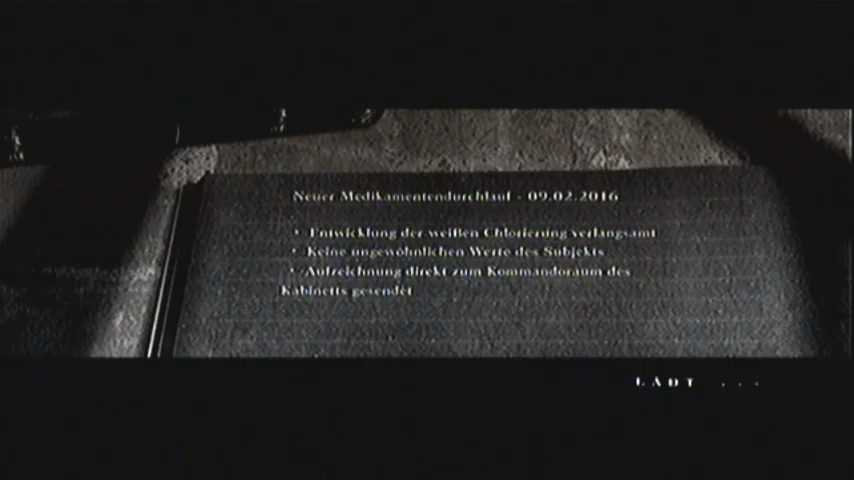 Neuer Medikamentendurchlauf - 09.02.2016
• Entwicklung der weißen Chlorierung verlangsamt
• Keine ungewöhnlichen Werte des Subjekts
• Aufzeichnung direkt zum Kommandoraum des
Kabinetts gesendet
LÄDT ...